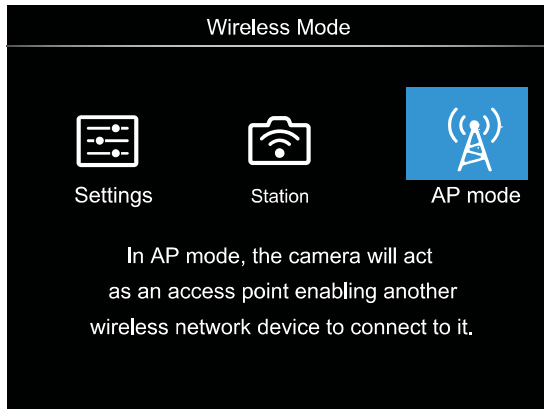 Wireless Mode
Settings Station AP mode
In AP mode, the camera will act
as an access point enabling another
wireless network device to connect to it.